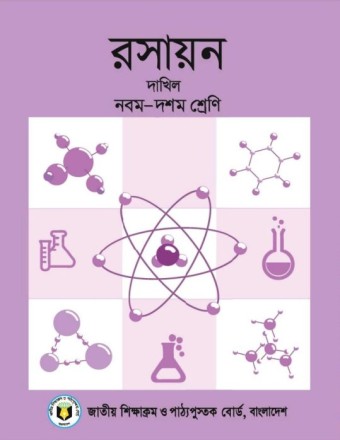 রসায়ন
দাখিল
নবম-দশম শ্রেণি
জাতীয় শিক্ষাক্রম ও পাঠ্যপুস্তক বোর্ড, বাংলাদেশ